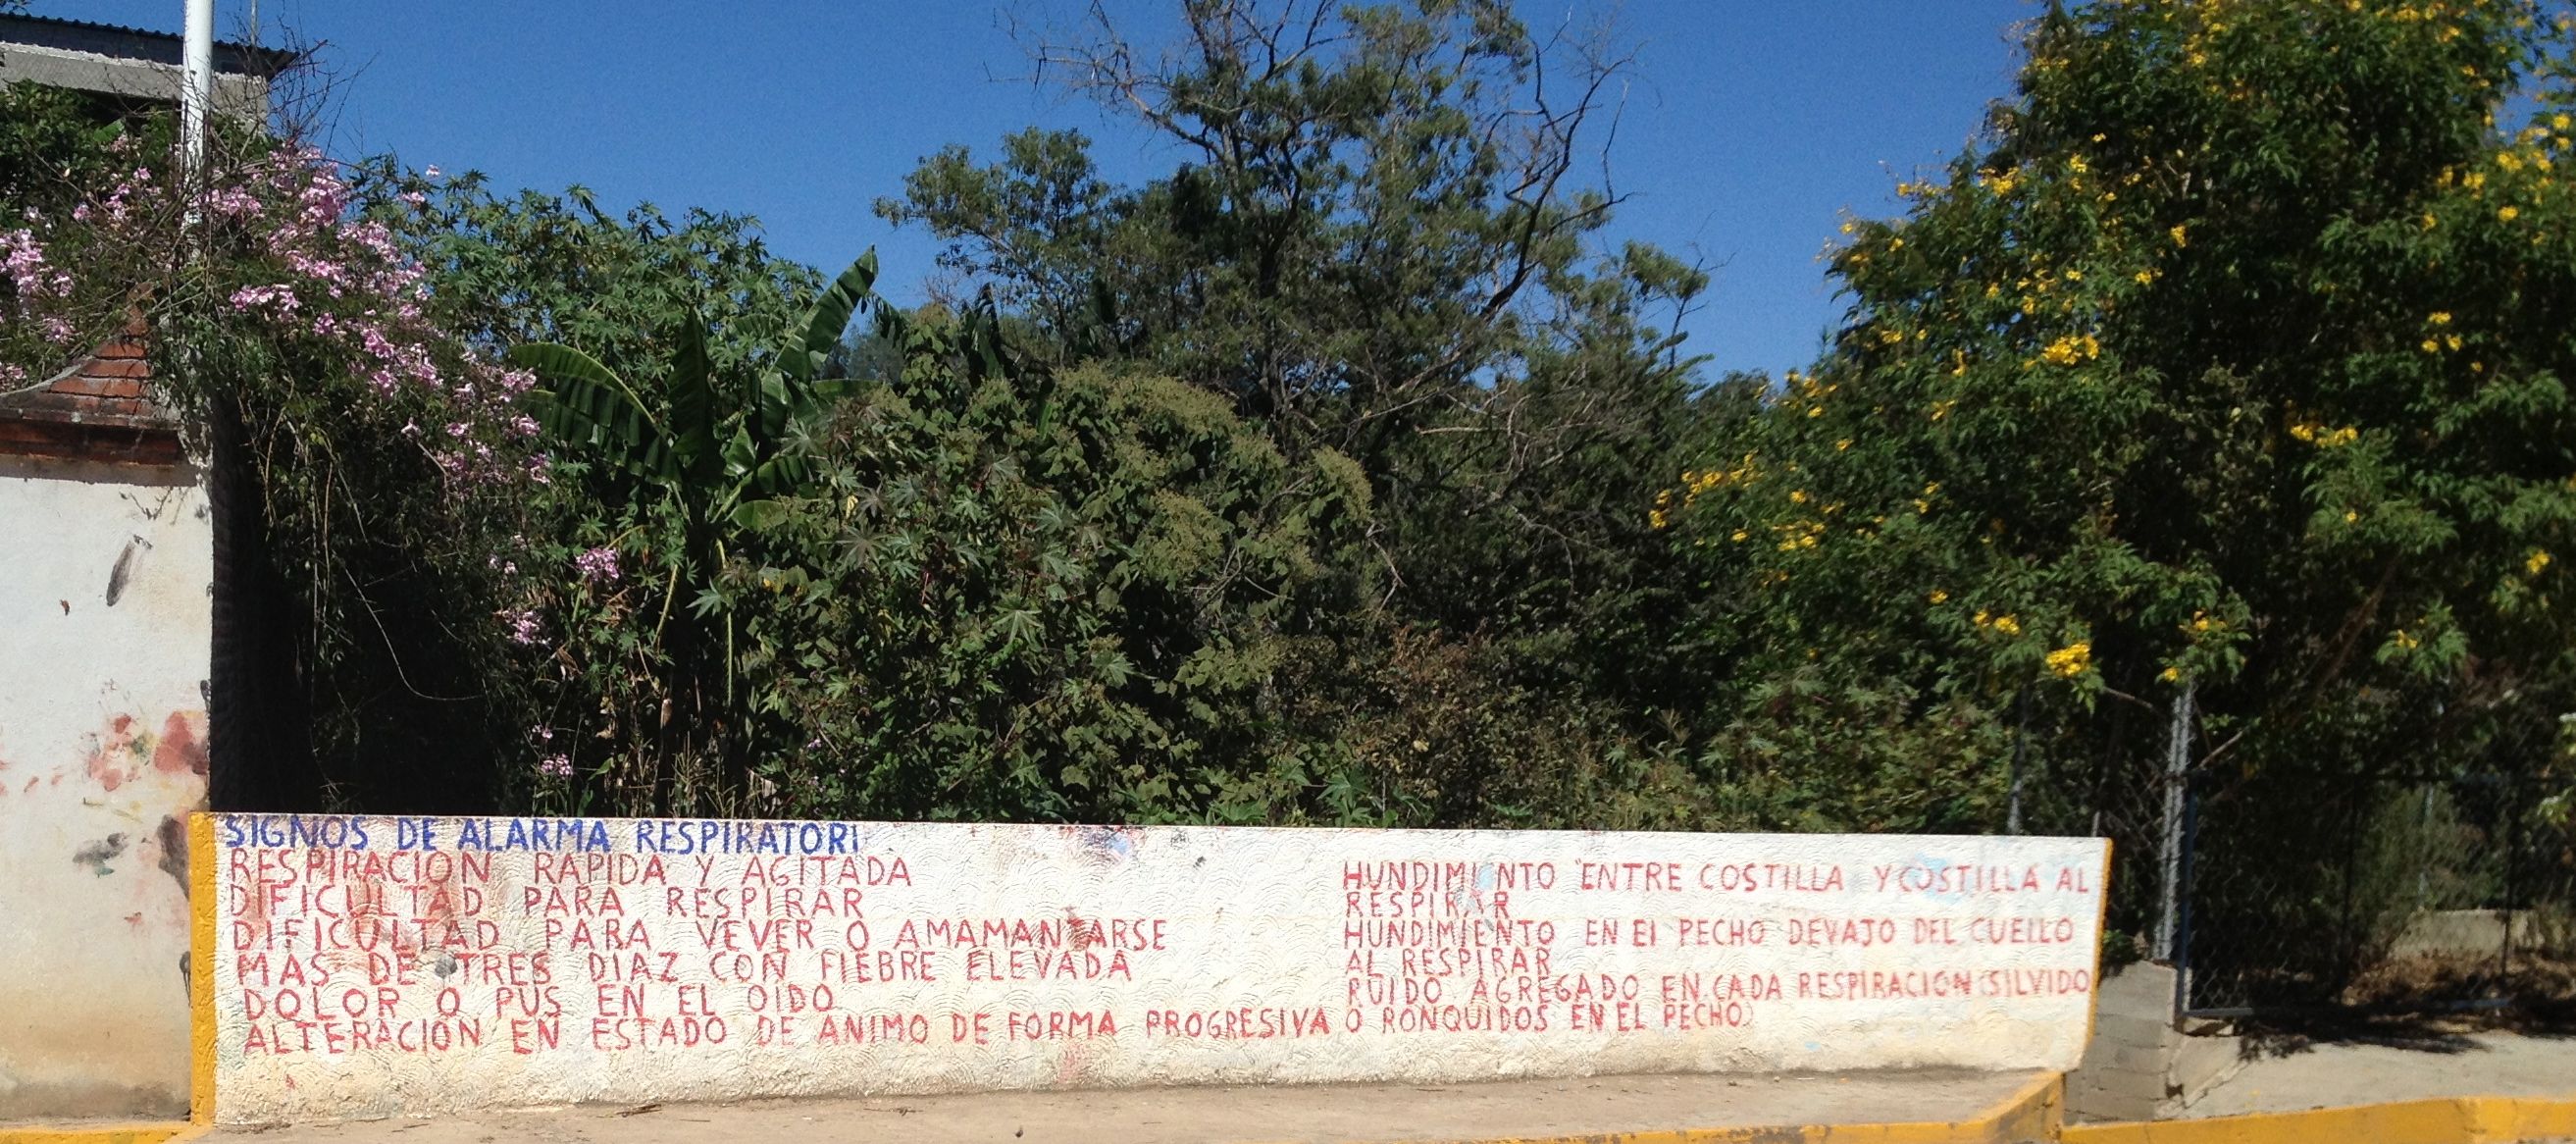 SIGNOS DE ALARMA RESPIRATORI
RESPIRACION RAPIDA Y AGITADA
DIFICULTAD PARA RESPIRAR
DIFICULTAD PARA VEVER O AMAMANTARSE
MAS DE TRES DIAZ CON FIEBRE ELEVADA
DOLOR O PUS EN EL OIDO
ALTERACION EN ESTADO DE ANIMO DE FORMA PROGRESIVA
HUNDIMINTO ENTRE COSTILLA Y COSTILLA AL
RESPIRAR
HUNDIMIENTO EN El PECHO DEVAJO DEL CUELLO
AL RESPIRAR
RUIDO AGREGADO EN CADA RESPIRACION (SILVIDO
O RONQUIDOS EN EL PECHO)